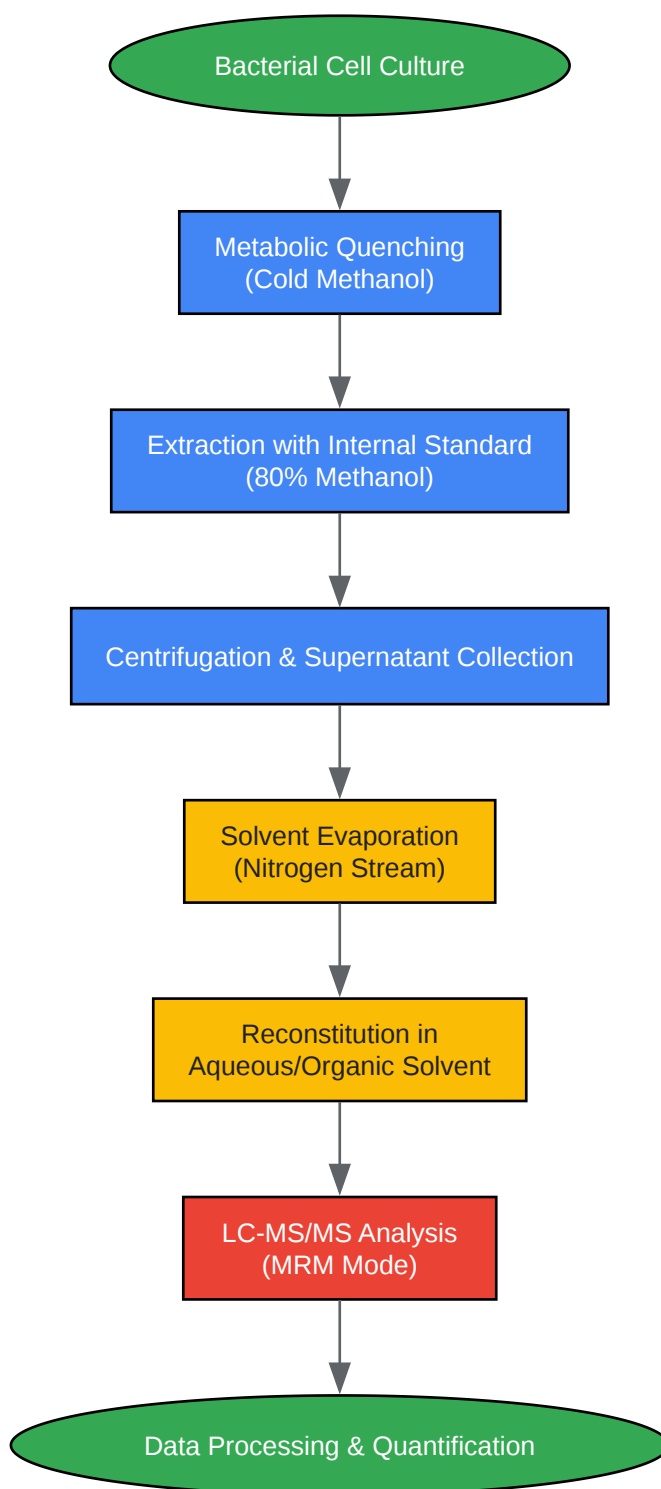 Bacterial Cell Culture
Metabolic Quenching
(Cold Methanol)
Extraction with Internal Standard
(80% Methanol)
Centrifugation & Supernatant Collection
Solvent Evaporation
(Nitrogen Stream)
Reconstitution in
Aqueous/Organic Solvent
LC-MS/MS Analysis
(MRM Mode)
Data Processing & Quantification